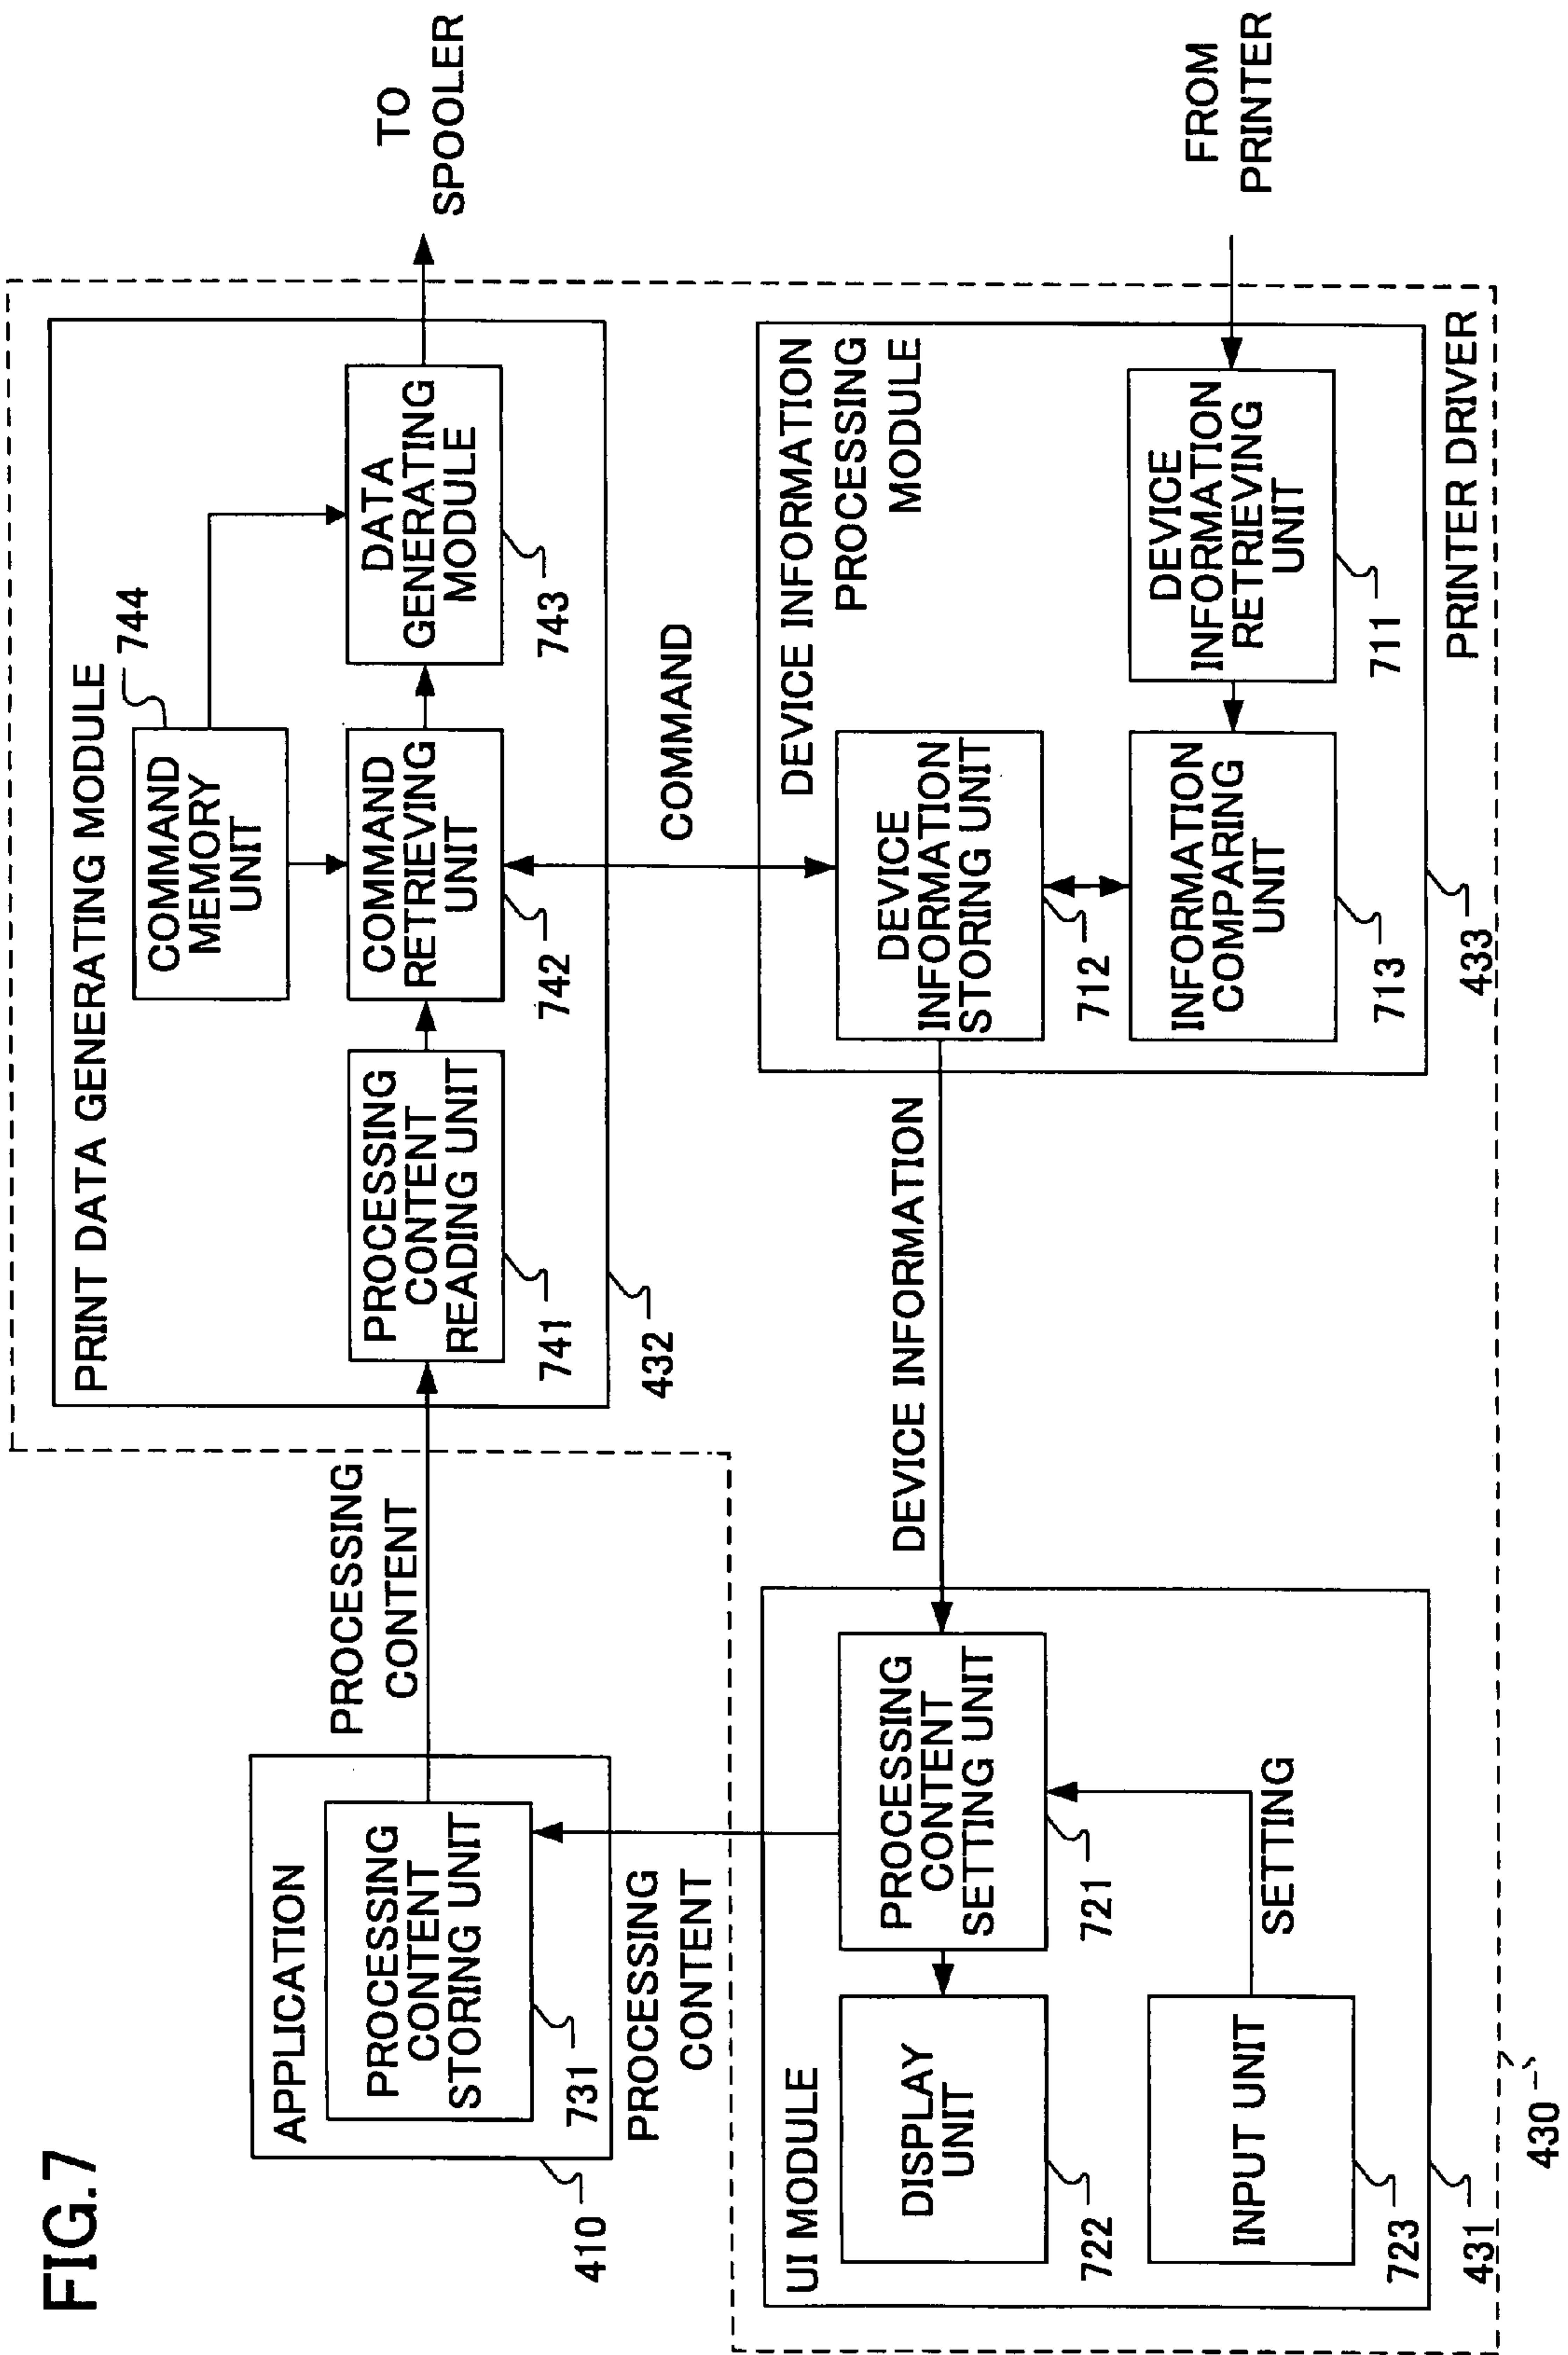 FIG.7
APPLICATION
PROCESSING
CONTENT
STORING UNIT
731
410
PROCESSING
CONTENT
PROCESSING
CONTENT
PRINT DATA GENERATING MODULE
744
COMMAND
MEMORY
UNIT
PROCESSING
CONTENT
READING UNIT
741
COMMAND
RETRIEVING
UNIT
742
DATA
GENERATING
MODULE
743
432
TO
SPOOLER
COMMAND
UI MODULE
PROCESSING
CONTENT
SETTING UNIT
721
DISPLAY
UNIT
722
SETTING
INPUT UNIT
723
431
430
DEVICE INFORMATION
DEVICE INFORMATION
PROCESSING
MODULE
DEVICE
INFORMATION
STORING UNIT
712
INFORMATION
COMPARING
UNIT
713
DEVICE
INFORMATION
RETRIEVING
UNIT
711
433
PRINTER DRIVER
FROM
PRINTER